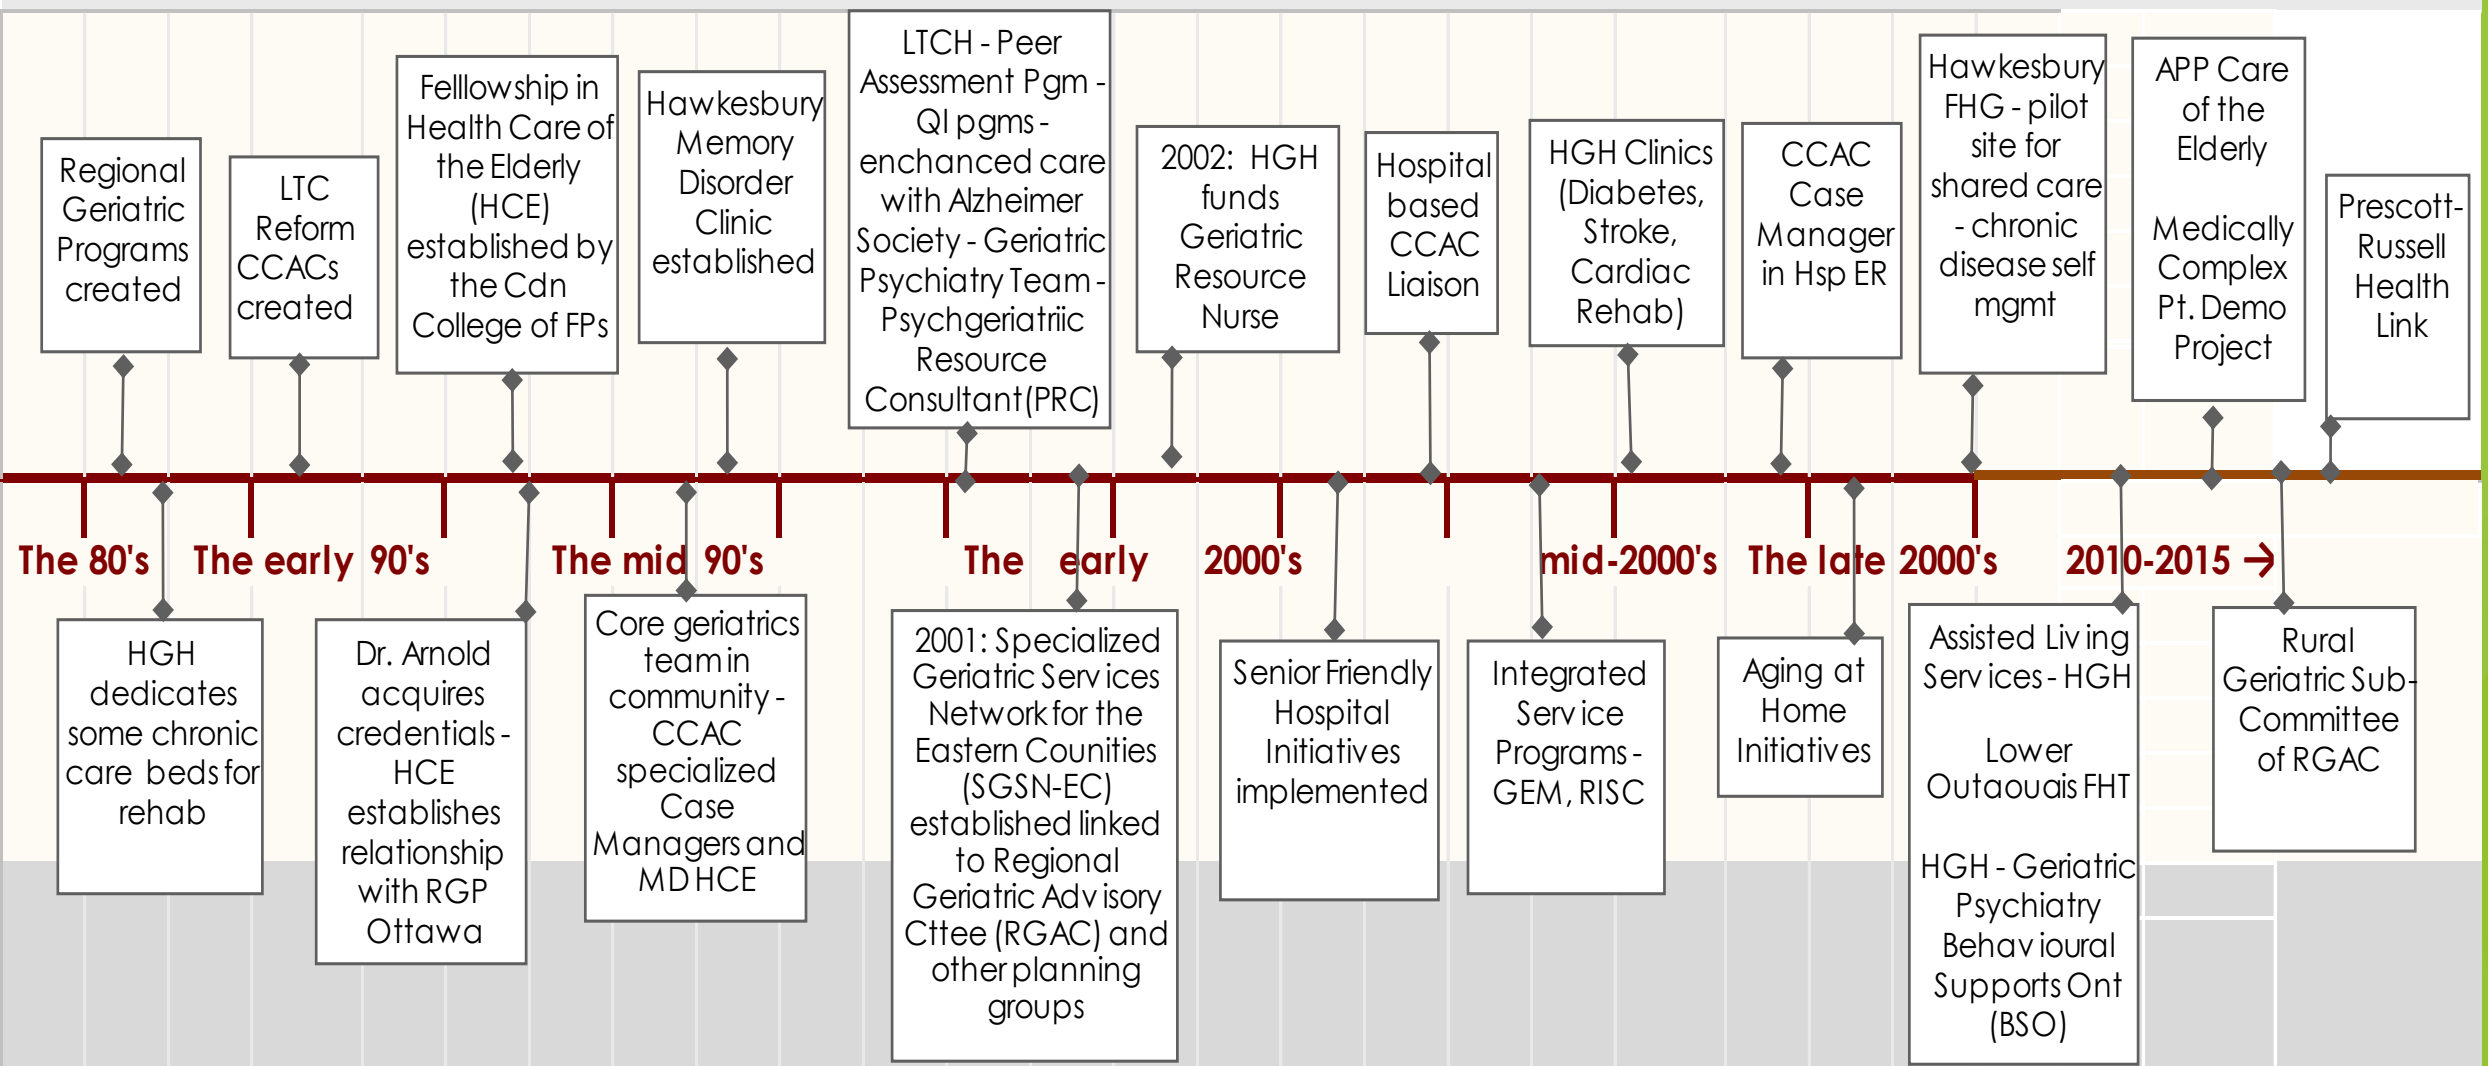 Regional
Geriatric
Programs
created
LTC
Reform
CCACs
created
Felllowship in
Health Care of
the Elderly
(HCE)
established by
the Cdn
College of FPs
Hawkesbury
Memory
Disorder
Clinic
established
LTCH - Peer
Assessment Pgm -
QI pgms -
enchanced care
with Alzheimer
Society - Geriatric
Psychiatry Team -
Psychgeriatriic
Resource
Consultant(PRC)
2002: HGH
funds
Geriatric
Resource
Nurse
Hospital
based
CCAC
Liaison
HGH Clinics
(Diabetes,
Stroke,
Cardiac
Rehab)
CCAC
Case
Manager
in Hsp ER
Hawkesbury
FHG - pilot
site for
shared care
- chronic
disease self
mgmt
APP Care
of the
Elderly
Medically
Complex
Pt. Demo
Project
Prescott-
Russell
Health
Link
The 80's
The early 90's
The mid 90's
The early 2000's
mid-2000's
The late 2000's
2010-2015 →
HGH
dedicates
some chronic
care beds for
rehab
Dr. Arnold
acquires
credentials -
HCE
establishes
relationship
with RGP
Ottawa
Core geriatrics
team in
community -
CCAC
specialized
Case
Managers and
MD HCE
2001: Specialized
Geriatric Services
Network for the
Eastern Counities
(SGSN-EC)
established linked
to Regional
Geriatric Advisory
Cttee (RGAC) and
other planning
groups
Senior Friendly
Hospital
Initiatives
implemented
Integrated
Service
Programs -
GEM, RISC
Aging at
Home
Initiatives
Assisted Living
Services - HGH
Lower
Outaouais FHT
HGH - Geriatric
Psychiatry
Behavioural
Supports Ont
(BSO)
Rural
Geriatric Sub-
Committee
of RGAC